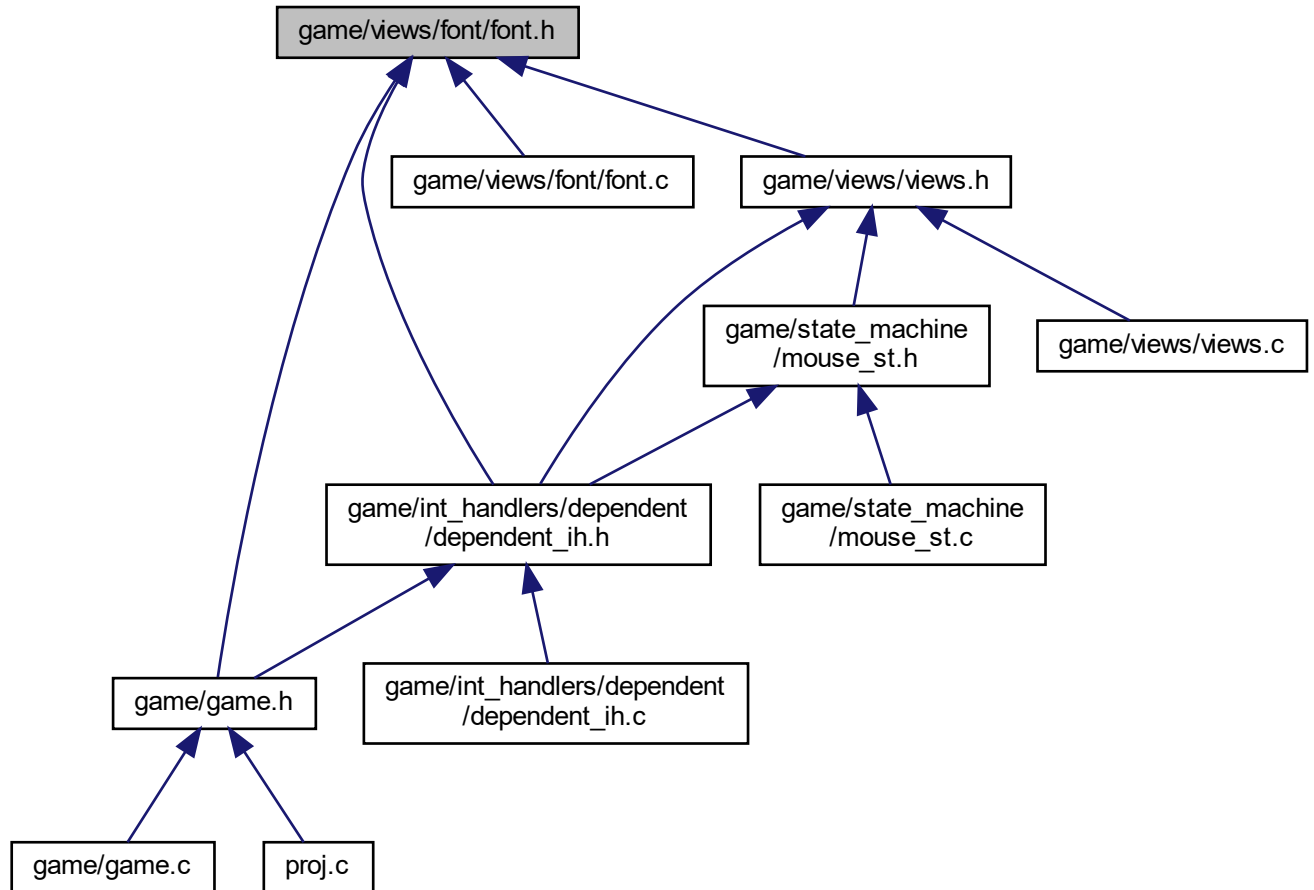 game/views/font/font.h
game/views/font/font.c
game/views/views.h
game/state_machine
/mouse_st.h
game/views/views.c
game/int_handlers/dependent
/dependent_ih.h
game/state_machine
/mouse_st.c
game/game.h
game/int_handlers/dependent
/dependent_ih.c
game/game.c
proj.c